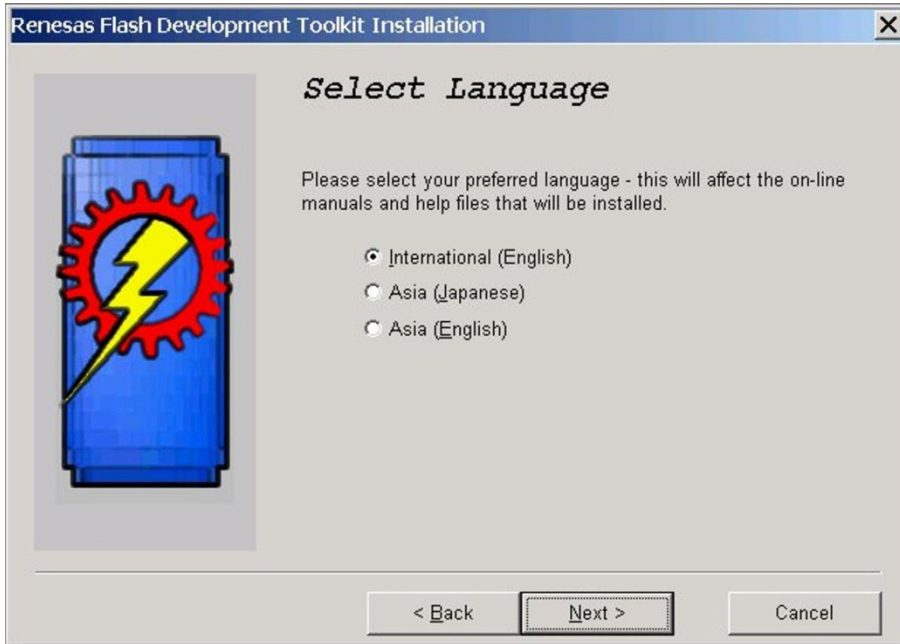 Renesas Flash Development Toolkit Installation
Select Language
Please select your preferred language - this will affect the on-line
manuals and help files that will be installed.
International (English)
Asia (Japanese)
Asia (English)
< Back
Next >
Cancel